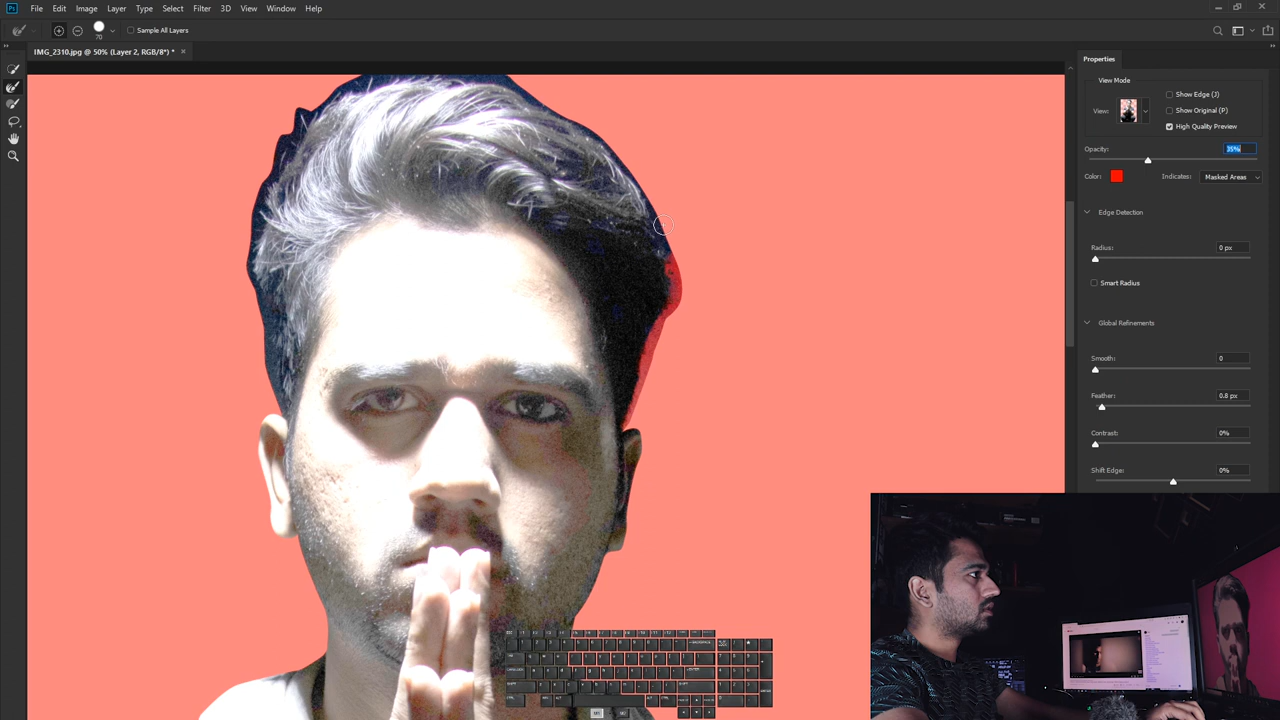 Ps File Edit Image Layer Type Select Filter 3D View Window Help
70 Sample All Layers
IMG_2310.jpg @ 50% (Layer 2, RGB/8*) * ×
Properties
View Mode
Show Edge (J)
View: Show Original (P)
High Quality Preview
Opacity: 35%
Color: Indicates: Masked Areas
Edge Detection
Radius: 0 px
Smart Radius
Global Refinements
Smooth: 0
Feather: 0.8 px
Contrast: 0%
Shift Edge: 0%